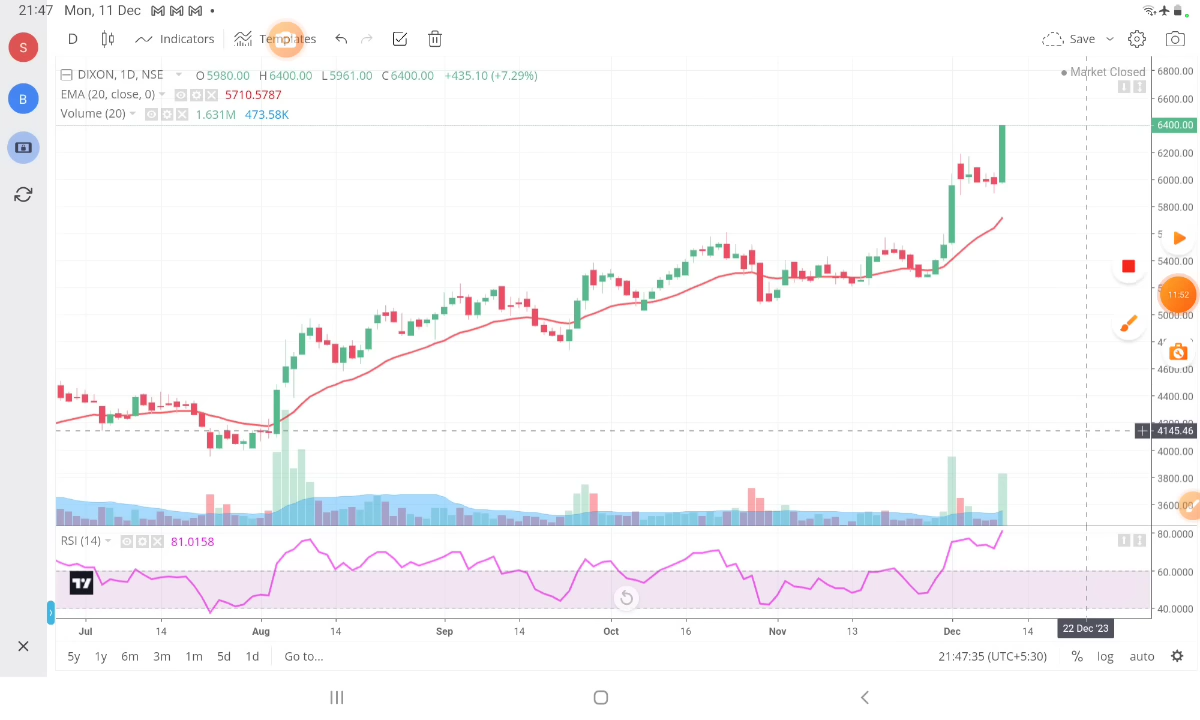 21:47 Mon, 11 Dec
S
B
D Indicators Templates Save
DIXON, 1D, NSE O5980.00 H6400.00 L5961.00 C6400.00 +435.10 (+7.29%)
Market Closed
EMA (20, close, 0) 5710.5787
Volume (20) 1.631M 473.58K
6800.00
6600.00
6400.00
6200.00
6000.00
5800.00
5400.00
11:52
5000.00
4600.00
4400.00
4200.00
4145.46
4000.00
3800.00
3600.00
RSI (14) 81.0158
80.0000
60.0000
40.0000
Jul 14 Aug 14 Sep 14 Oct 16 Nov 13 Dec 14
22 Dec '23
5y 1y 6m 3m 1m 5d 1d Go to... 21:47:35 (UTC+5:30) % log auto